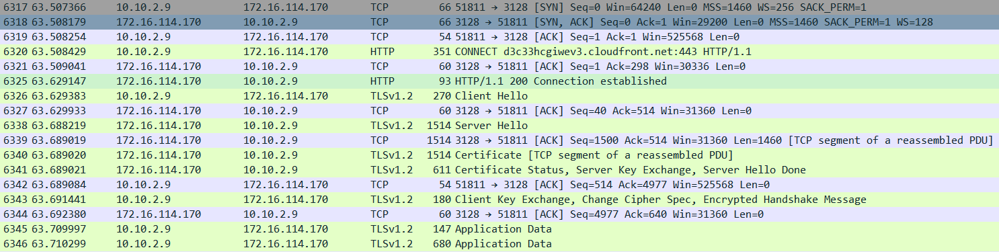 6317 63.507366 10.10.2.9 172.16.114.170 TCP 66 51811 → 3128 [SYN] Seq=0 Win=64240 Len=0 MSS=1460 WS=256 SACK_PERM=1
6318 63.508179 172.16.114.170 10.10.2.9 TCP 66 3128 → 51811 [SYN, ACK] Seq=0 Ack=1 Win=29200 Len=0 MSS=1460 SACK_PERM=1 WS=128
6319 63.508254 10.10.2.9 172.16.114.170 TCP 54 51811 → 3128 [ACK] Seq=1 Ack=1 Win=525568 Len=0
6320 63.508429 10.10.2.9 172.16.114.170 HTTP 351 CONNECT d3c33hcgiwev3.cloudfront.net:443 HTTP/1.1
6321 63.509041 172.16.114.170 10.10.2.9 TCP 60 3128 → 51811 [ACK] Seq=1 Ack=298 Win=30336 Len=0
6325 63.629147 172.16.114.170 10.10.2.9 HTTP 93 HTTP/1.1 200 Connection established
6326 63.629383 10.10.2.9 172.16.114.170 TLSv1.2 270 Client Hello
6327 63.629933 172.16.114.170 10.10.2.9 TCP 60 3128 → 51811 [ACK] Seq=40 Ack=514 Win=31360 Len=0
6338 63.688219 172.16.114.170 10.10.2.9 TLSv1.2 1514 Server Hello
6339 63.689019 172.16.114.170 10.10.2.9 TCP 1514 3128 → 51811 [ACK] Seq=1500 Ack=514 Win=31360 Len=1460 [TCP segment of a reassembled PDU]
6340 63.689020 172.16.114.170 10.10.2.9 TLSv1.2 1514 Certificate [TCP segment of a reassembled PDU]
6341 63.689021 172.16.114.170 10.10.2.9 TLSv1.2 611 Certificate Status, Server Key Exchange, Server Hello Done
6342 63.689084 10.10.2.9 172.16.114.170 TCP 54 51811 → 3128 [ACK] Seq=514 Ack=4977 Win=525568 Len=0
6343 63.691441 10.10.2.9 172.16.114.170 TLSv1.2 180 Client Key Exchange, Change Cipher Spec, Encrypted Handshake Message
6344 63.692380 172.16.114.170 10.10.2.9 TCP 60 3128 → 51811 [ACK] Seq=4977 Ack=640 Win=31360 Len=0
6345 63.709997 10.10.2.9 172.16.114.170 TLSv1.2 147 Application Data
6346 63.710299 10.10.2.9 172.16.114.170 TLSv1.2 680 Application Data